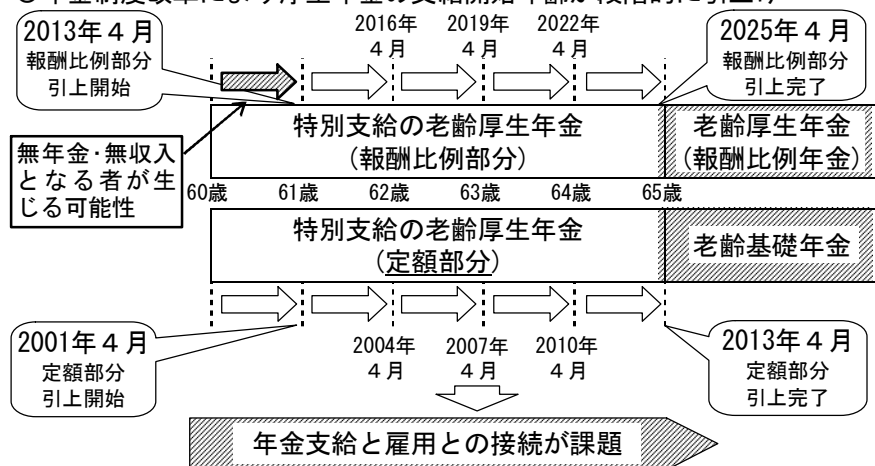 ○年金制度改革により厚生年金の支給開始年齢が段階的に引上げ
2013年４月
報酬比例部分
引上開始
2016年
４月
2019年
４月
2022年
４月
2025年４月
報酬比例部分
引上完了
無年金・無収入
となる者が生
じる可能性
特別支給の老齢厚生年金
（報酬比例部分）
老齢厚生年金
（報酬比例年金）
60歳 61歳 62歳 63歳 64歳 65歳
特別支給の老齢厚生年金
（定額部分）
老齢基礎年金
2001年４月
定額部分
引上開始
2004年
４月
2007年
４月
2010年
４月
2013年４月
定額部分
引上完了
年金支給と雇用との接続が課題